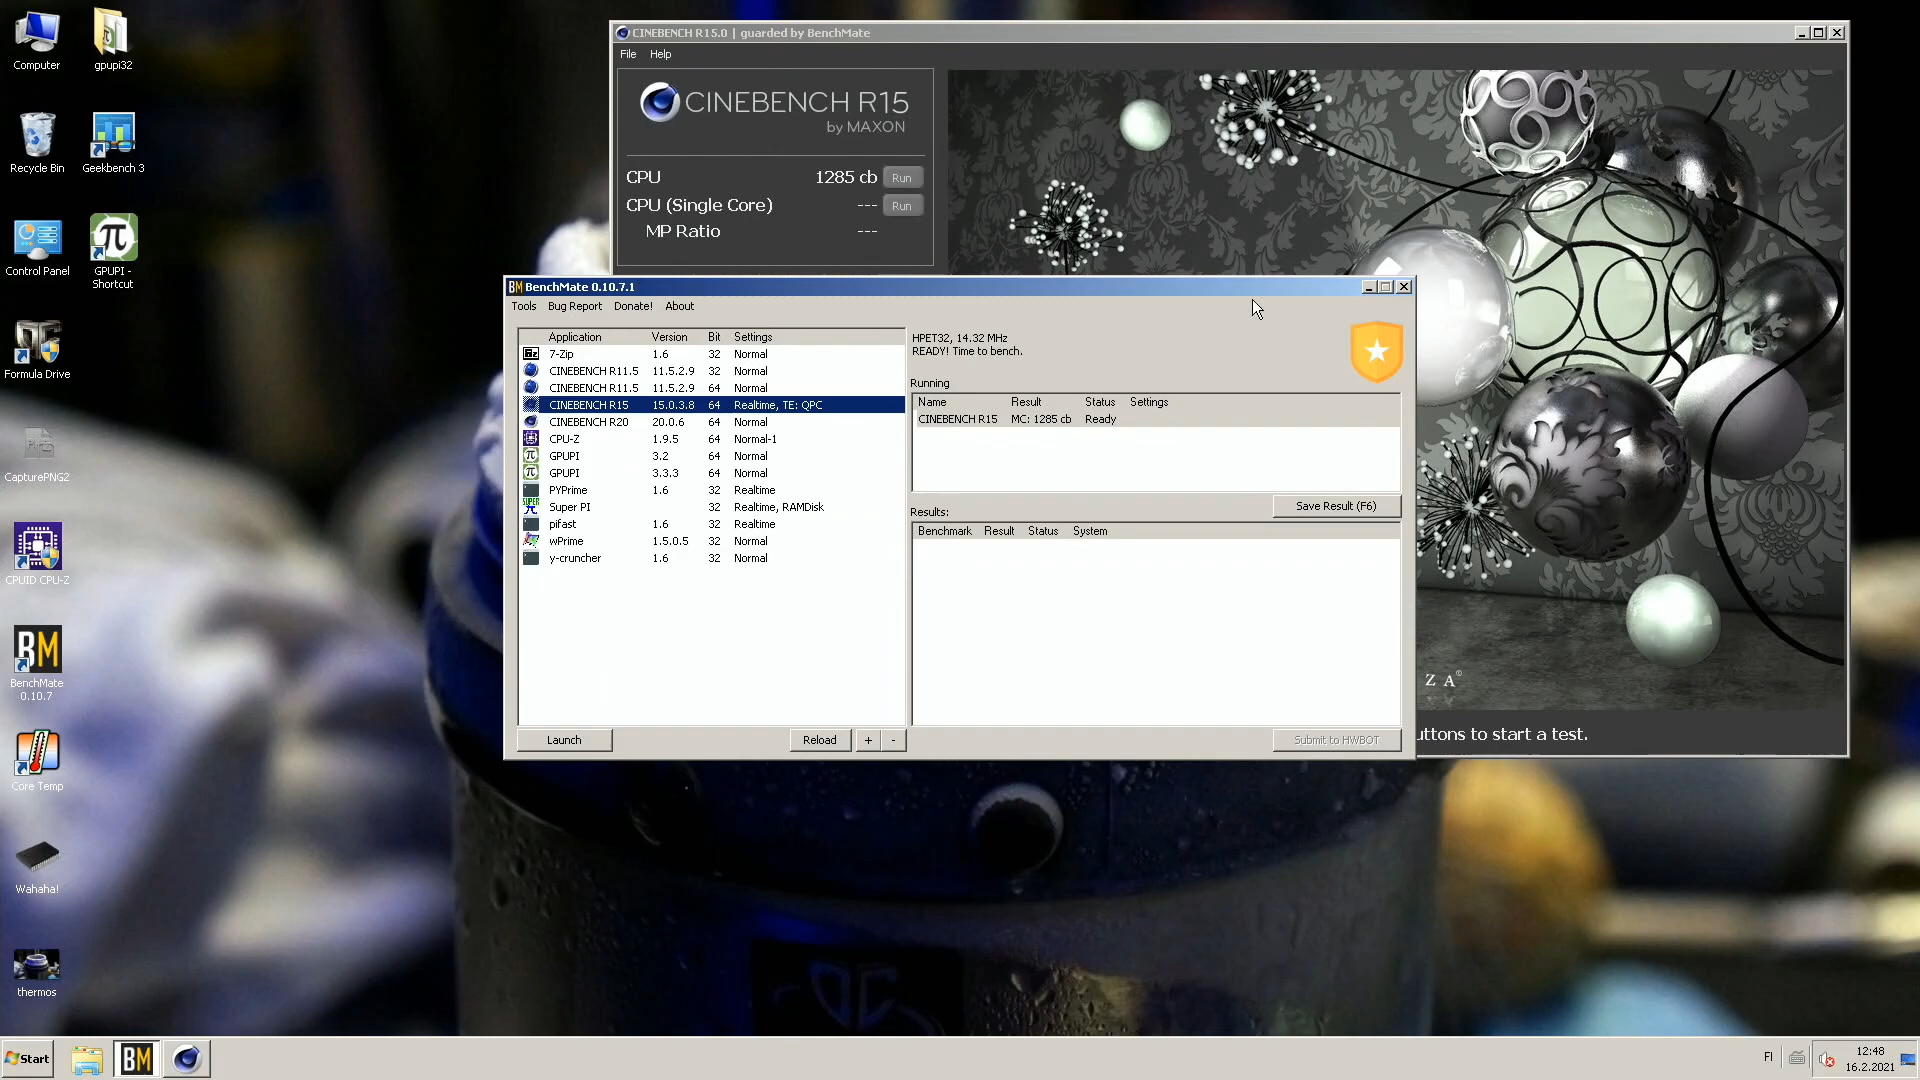 Computer
gpupi32
Recycle Bin
Geekbench 3
Control Panel
GPUPI -
Shortcut
Formula Drive
CapturePNG2
CPUID CPU-Z
BM
BenchMate
0.10.7
Core Temp
Wahaha!
thermos
CINEBENCH R15.0 | guarded by BenchMate
File Help
CINEBENCH R15
by MAXON
CPU 1285 cb Run
CPU (Single Core) --- Run
MP Ratio ---
Z A®
uttons to start a test.
BM BenchMate 0.10.7.1
Tools Bug Report Donate! About
Application Version Bit Settings
7-Zip 1.6 32 Normal
CINEBENCH R11.5 11.5.2.9 32 Normal
CINEBENCH R11.5 11.5.2.9 64 Normal
CINEBENCH R15 15.0.3.8 64 Realtime, TE: QPC
CINEBENCH R20 20.0.6 64 Normal
CPU-Z 1.9.5 64 Normal-1
GPUPI 3.2 64 Normal
GPUPI 3.3.3 64 Normal
PYPrime 1.6 32 Realtime
Super PI 32 Realtime, RAMDisk
pifast 1.6 32 Realtime
wPrime 1.5.0.5 32 Normal
y-cruncher 1.6 32 Normal
Launch Reload + -
HPET32, 14.32 MHz
READY! Time to bench.
Running
Name Result Status Settings
CINEBENCH R15 MC: 1285 cb Ready
Save Result (F6)
Results:
Benchmark Result Status System
Submit to HWBOT
Start
BM
FI
12:48
16.2.2021